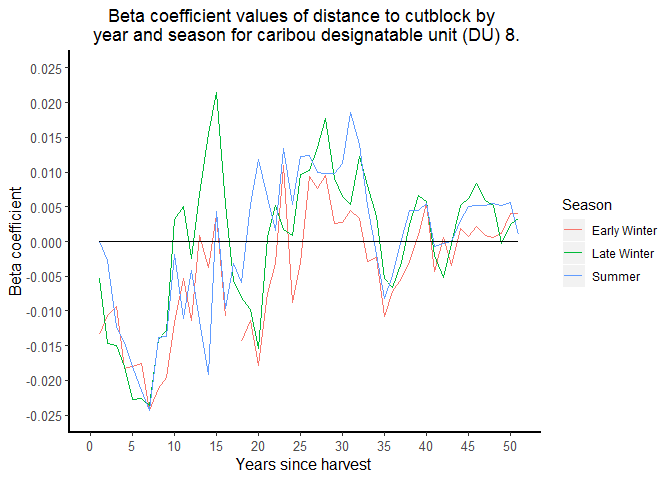 Beta coefficient values of distance to cutblock by
year and season for caribou designatable unit (DU) 8.
0.025
0.020
0.015
0.010
0.005
0.000
-0.005
-0.010
-0.015
-0.020
-0.025
Beta coefficient
0 5 10 15 20 25 30 35 40 45 50
Years since harvest
Season
Early Winter
Late Winter
Summer